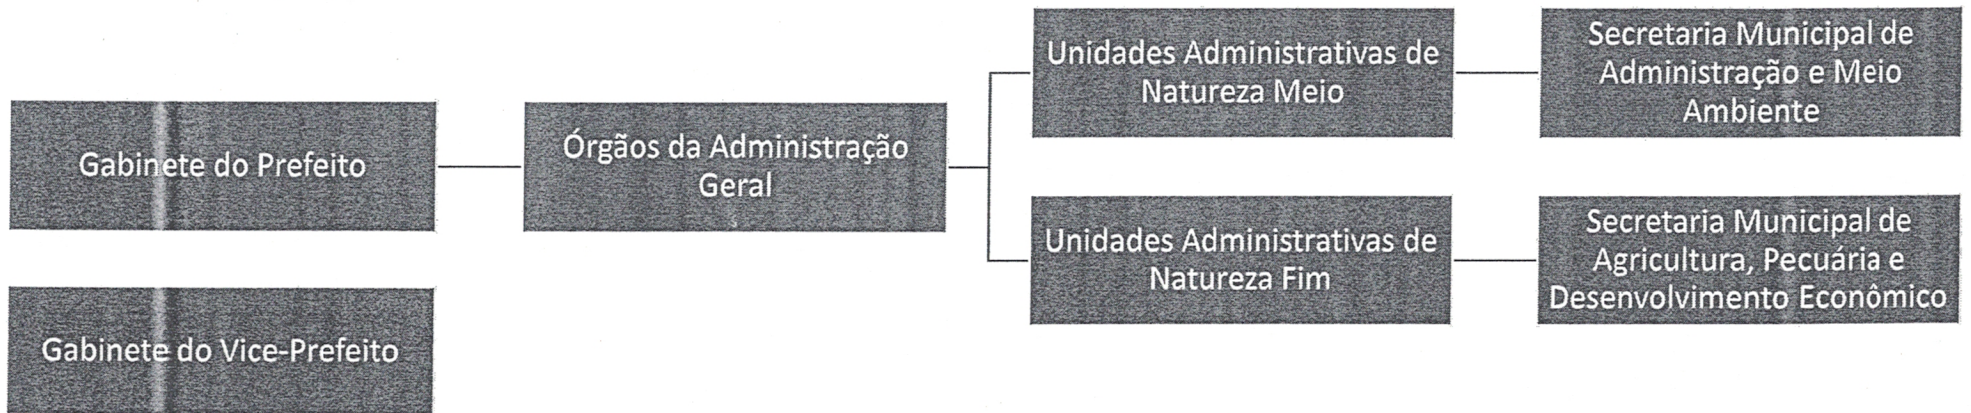 Gabinete do Prefeito
Gabinete do Vice-Prefeito
Órgãos da Administração
Geral
Unidades Administrativas de
Natureza Meio
Unidades Administrativas de
Natureza Fim
Secretaria Municipal de
Administração e Meio
Ambiente
Secretaria Municipal de
Agricultura, Pecuária e
Desenvolvimento Econômico